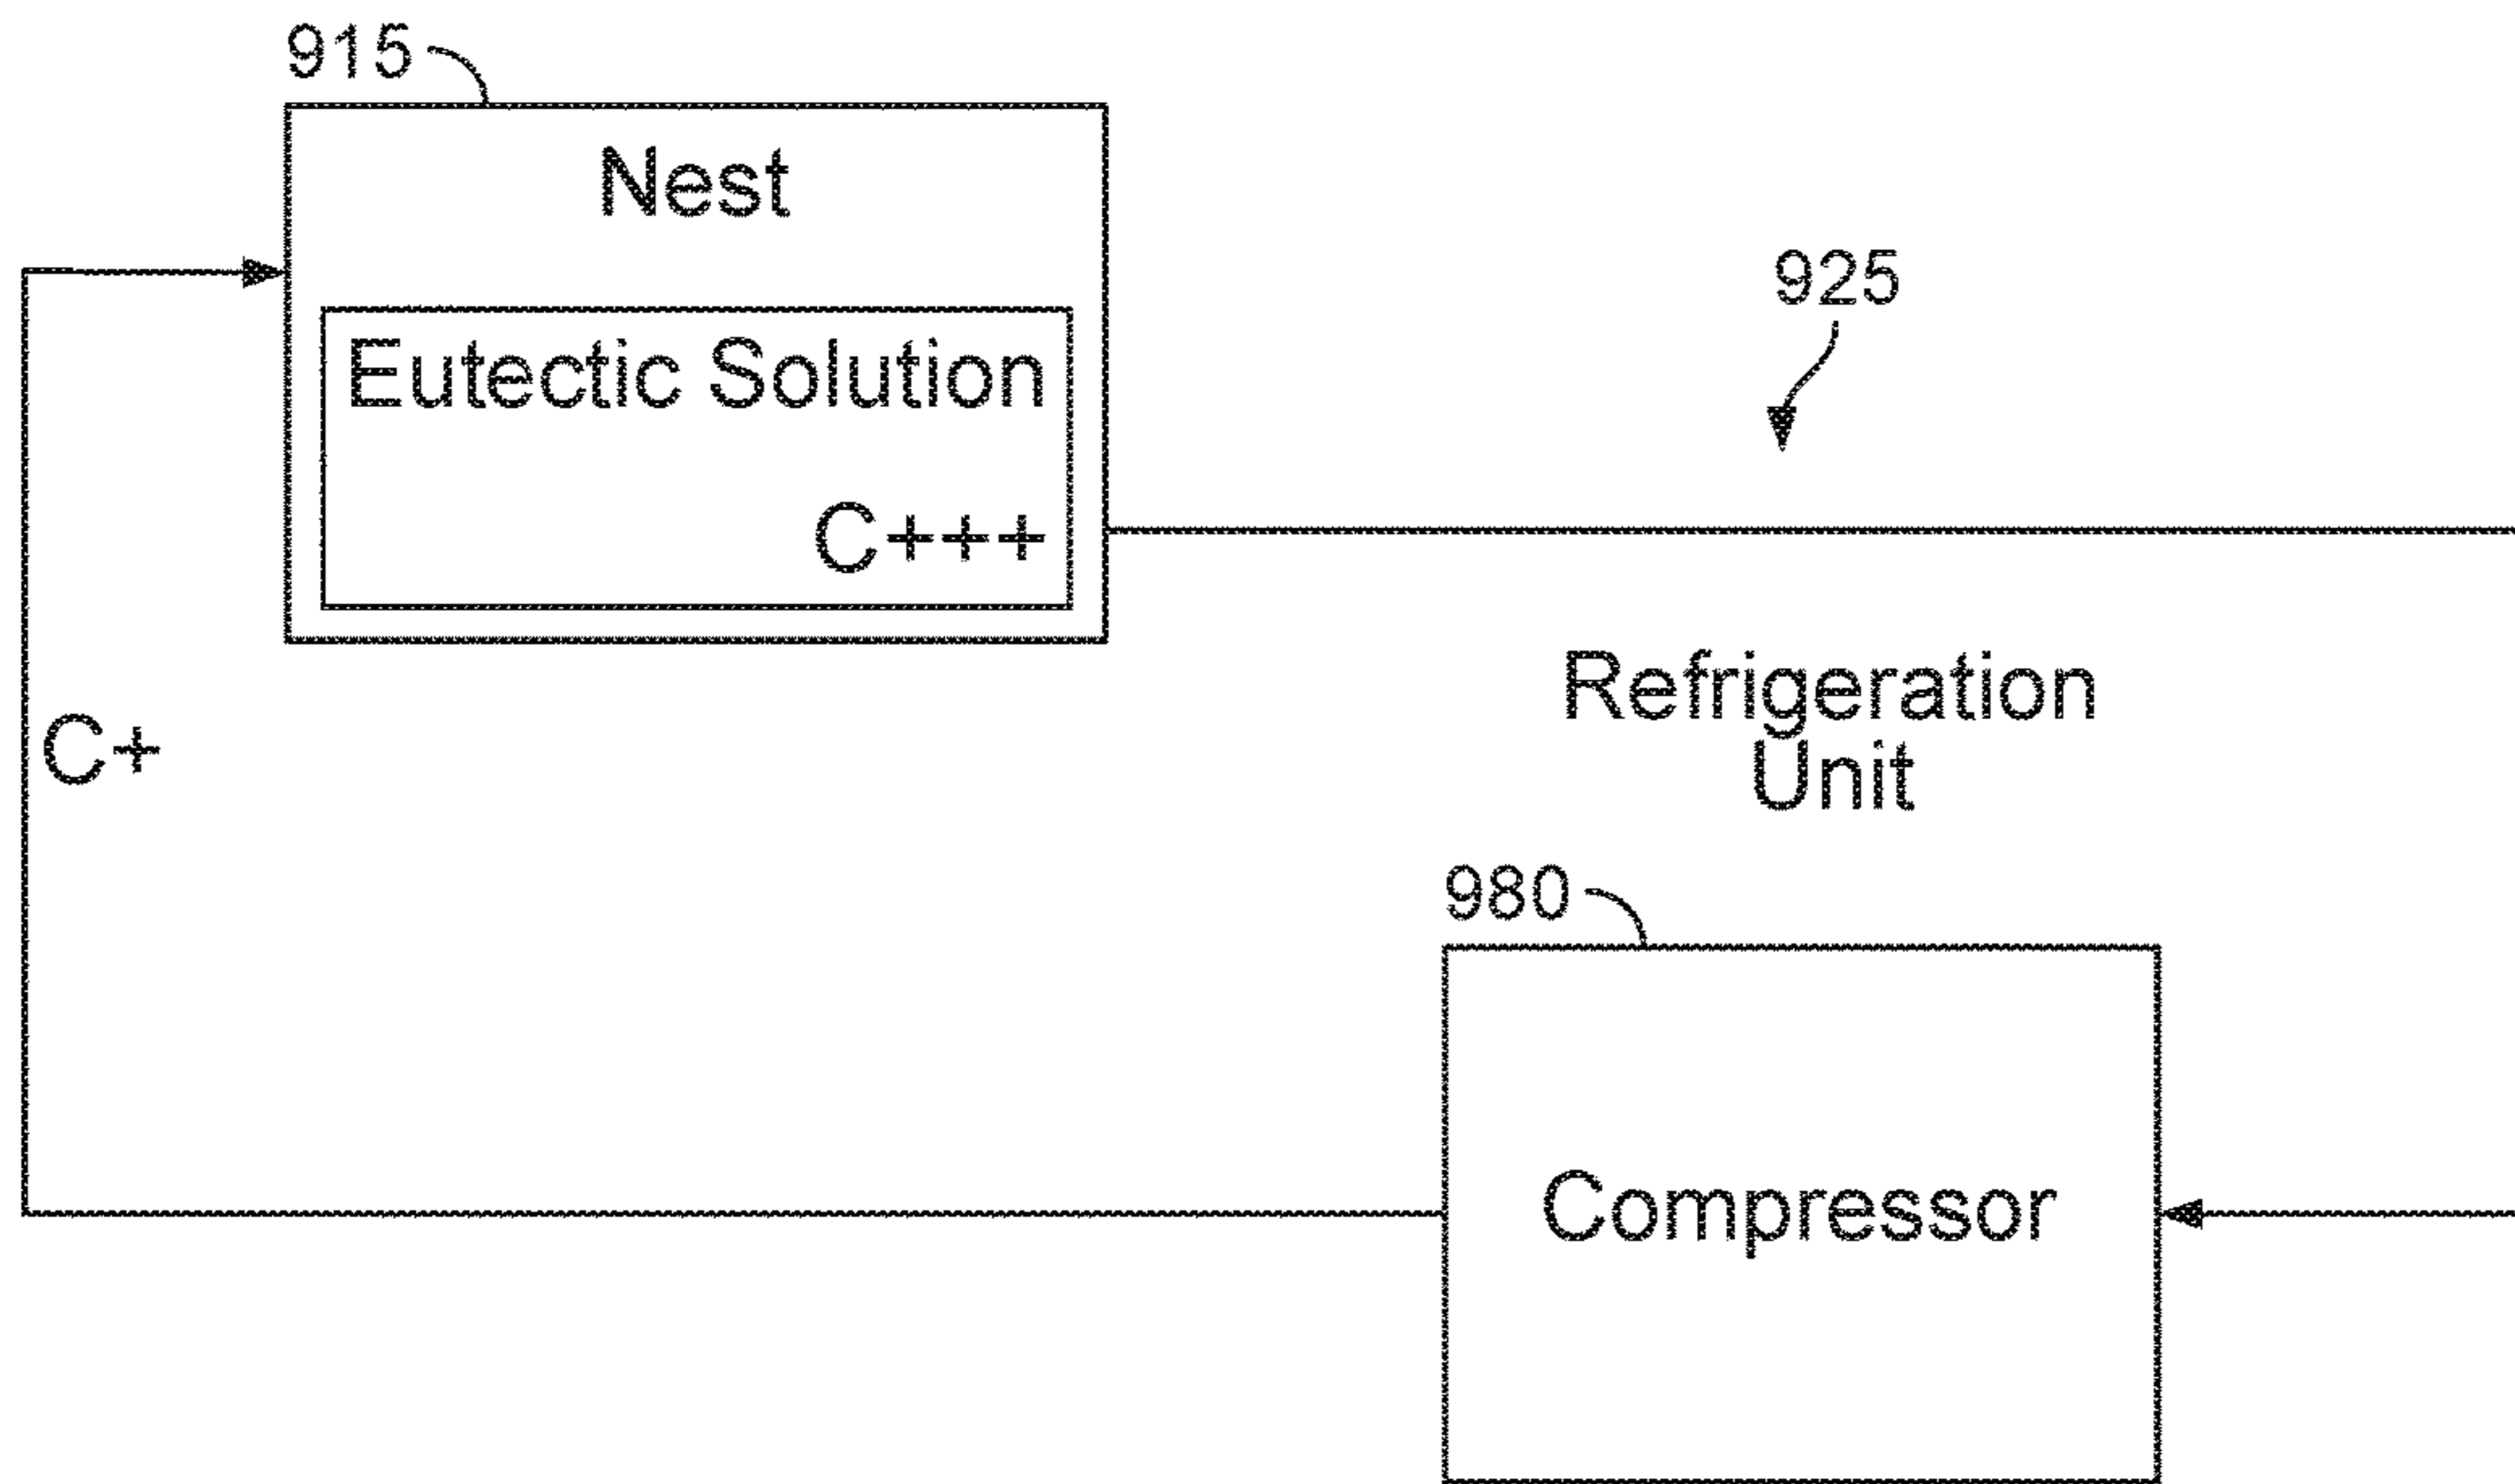 915
Nest
925
Eutectic Solution
C+++
Refrigeration
Unit
C+
980
Compressor